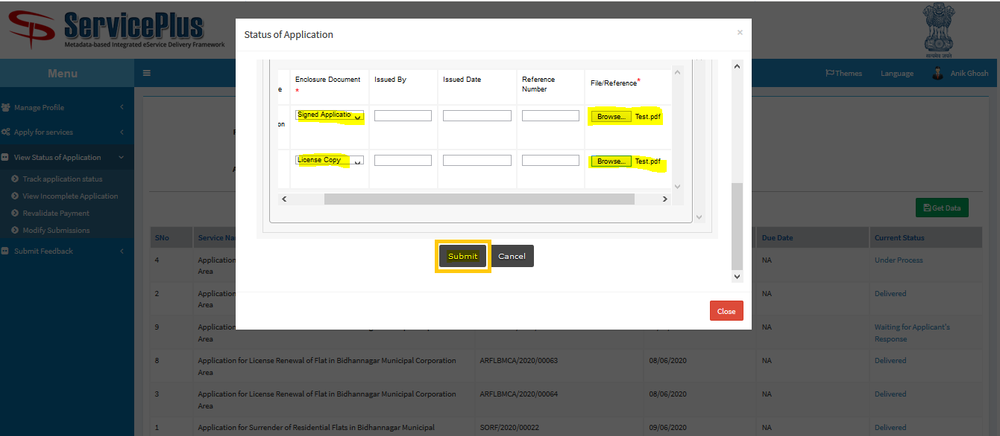 ServicePlus
Metadata-based Integrated eService Delivery Framework
सत्यमेव जयते
Menu
Themes
Language
Anik Ghosh
Manage Profile
Apply for services
View Status of Application
Track application status
View Incomplete Application
Revalidate Payment
Modify Submissions
Submit Feedback
Status of Application
×
Enclosure Document
*
Issued By
Issued Date
Reference
Number
File/Reference*
e
Signed Applicatio
Browse...
Test.pdf
on
License Copy
Browse...
Test.pdf
Submit
Cancel
Close
Get Data
SNo
Service Na
Due Date
Current Status
4
Application
Area
NA
Under Process
2
Application
Area
NA
Delivered
9
Application
Area
NA
Waiting for Applicant's
Response
8
Application for License Renewal of Flat in Bidhannagar Municipal Corporation
Area
ARFLBMCA/2020/00063
08/06/2020
NA
Delivered
3
Application for License Renewal of Flat in Bidhannagar Municipal Corporation
Area
ARFLBMCA/2020/00064
08/06/2020
NA
Delivered
1
Application for Surrender of Residential Flats in Bidhannagar Municipal
SORF/2020/00022
09/06/2020
NA
Delivered